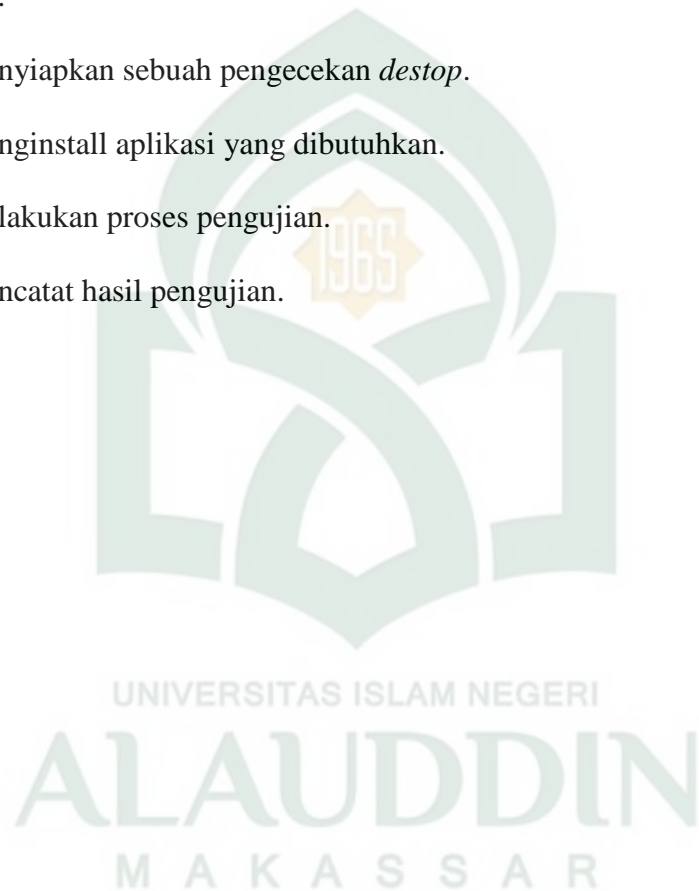 .
nyiapkan sebuah pengecekan destop.
nginstall aplikasi yang dibutuhkan.
lakukan proses pengujian.
1965
ncatat hasil pengujian.
UNIVERSITAS ISLAM NEGERI
ALAUDDIN
MAKASSAR